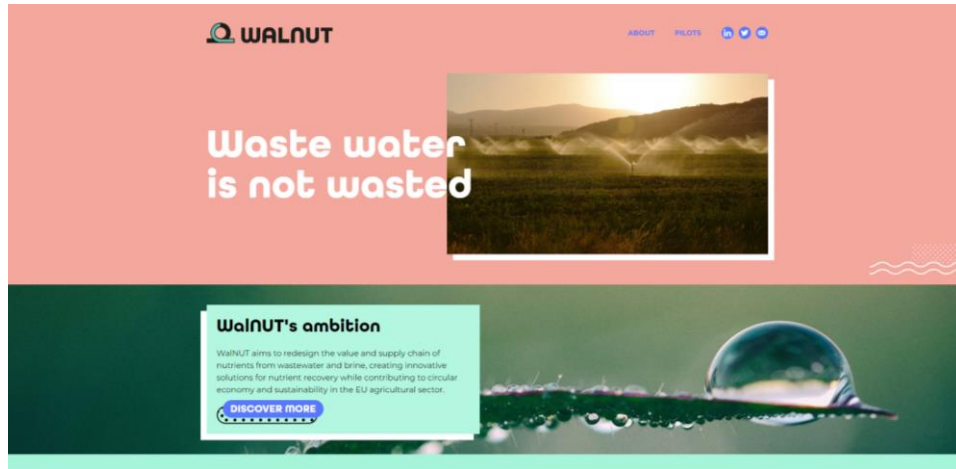 WALNUT
ABOUT PILOTS
Waste water
is not wasted
WalNUT's ambition
WalNUT aims to redesign the value and supply chain of
nutrients from wastewater and brine, creating innovative
solutions for nutrient recovery while contributing to circular
economy and sustainability in the EU agricultural sector.
DISCOVER MORE